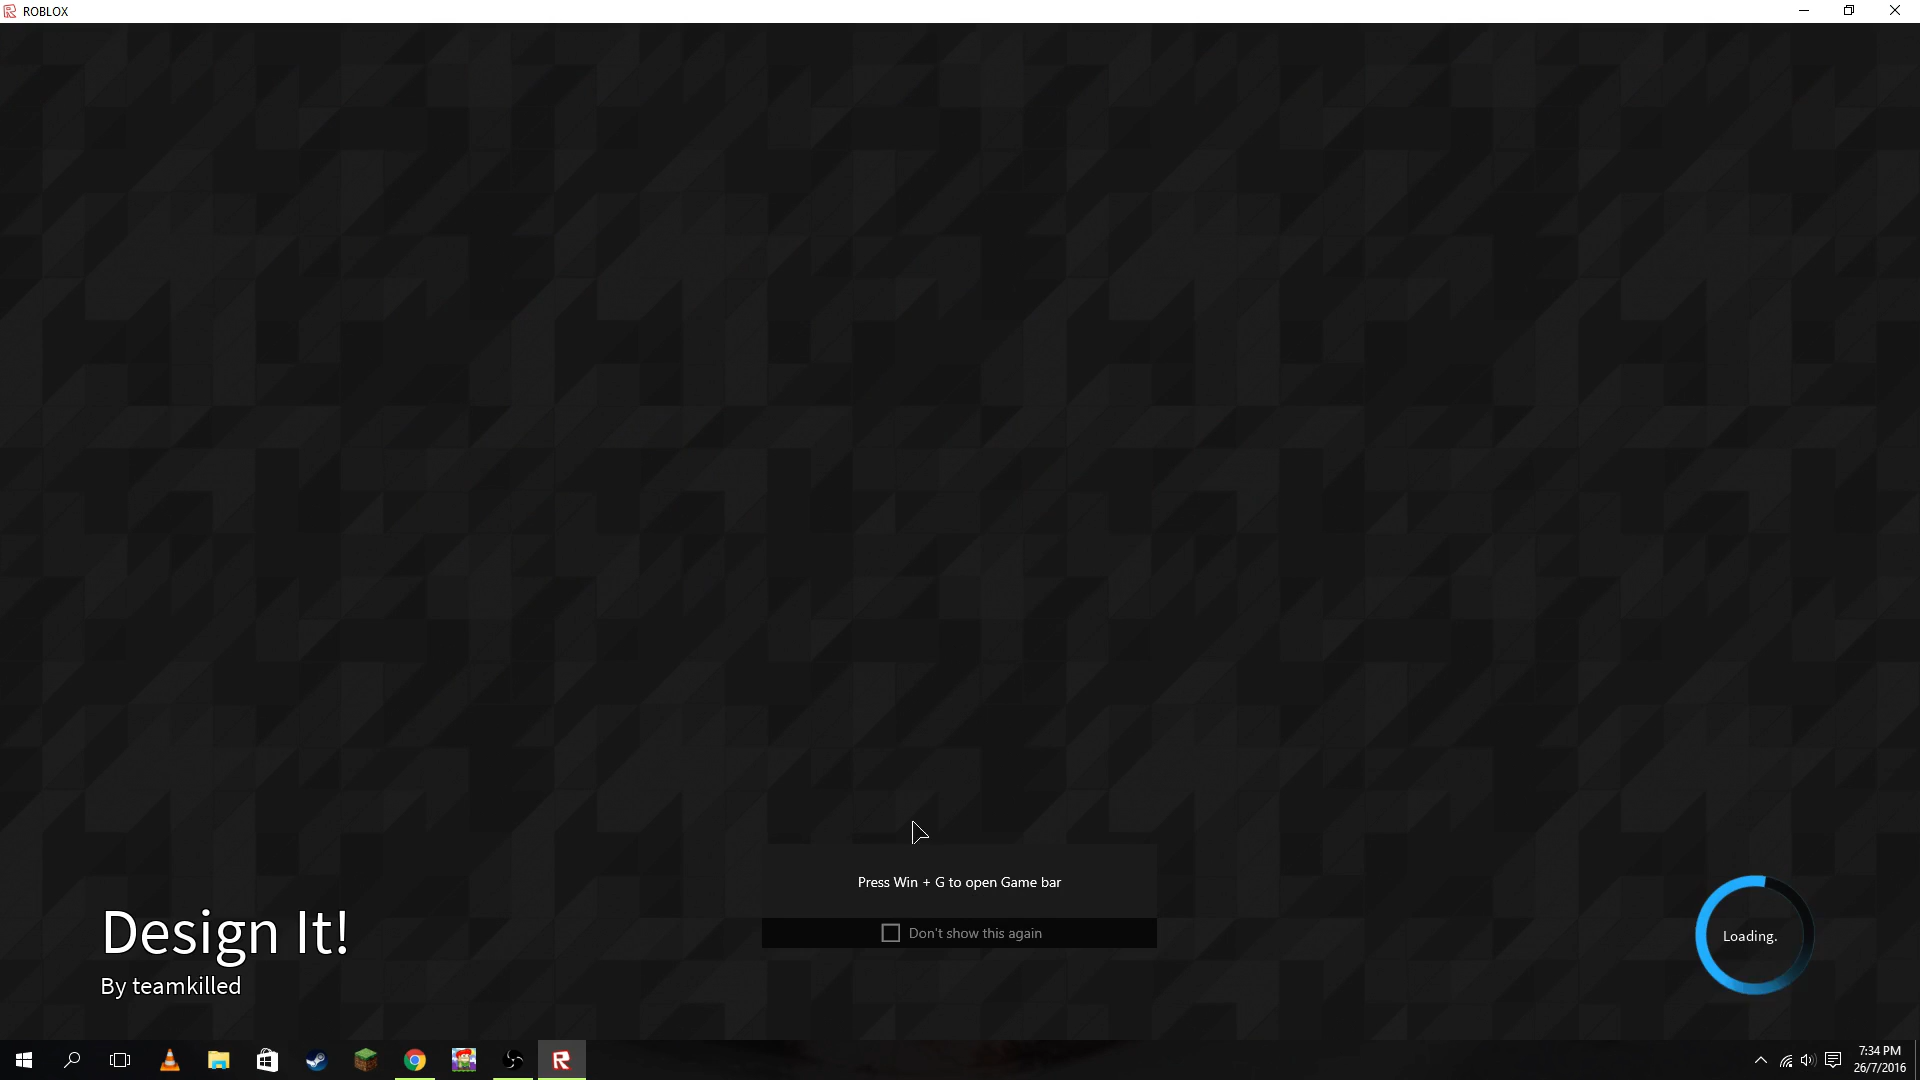 ROBLOX
Press Win + G to open Game bar
Don't show this again
Design It!
By teamkilled
Loading.
7:34 PM
26/7/2016